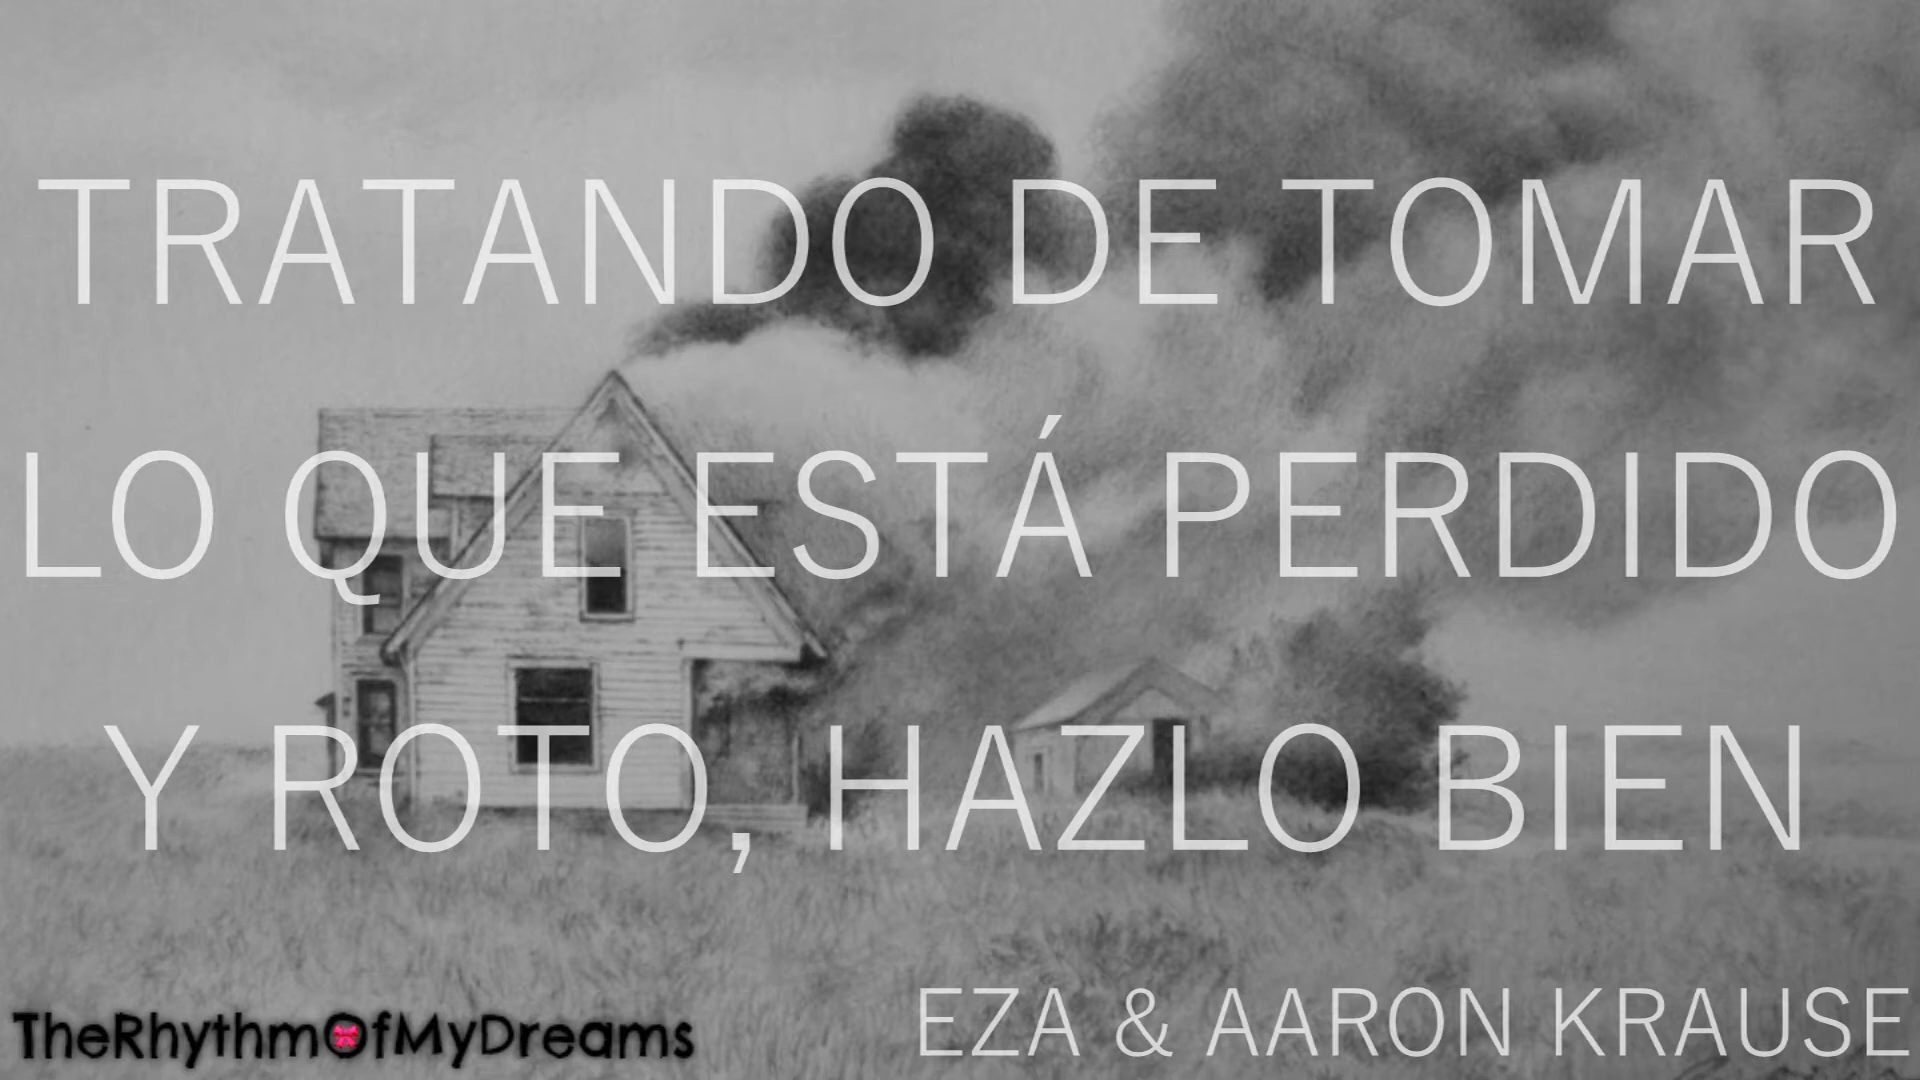 TRATANDO DE TOMAR
LO QUE ESTÁ PERDIDO
Y ROTO, HAZLO BIEN
TheRhythmOfMyDreams
EZA & AARON KRAUSE